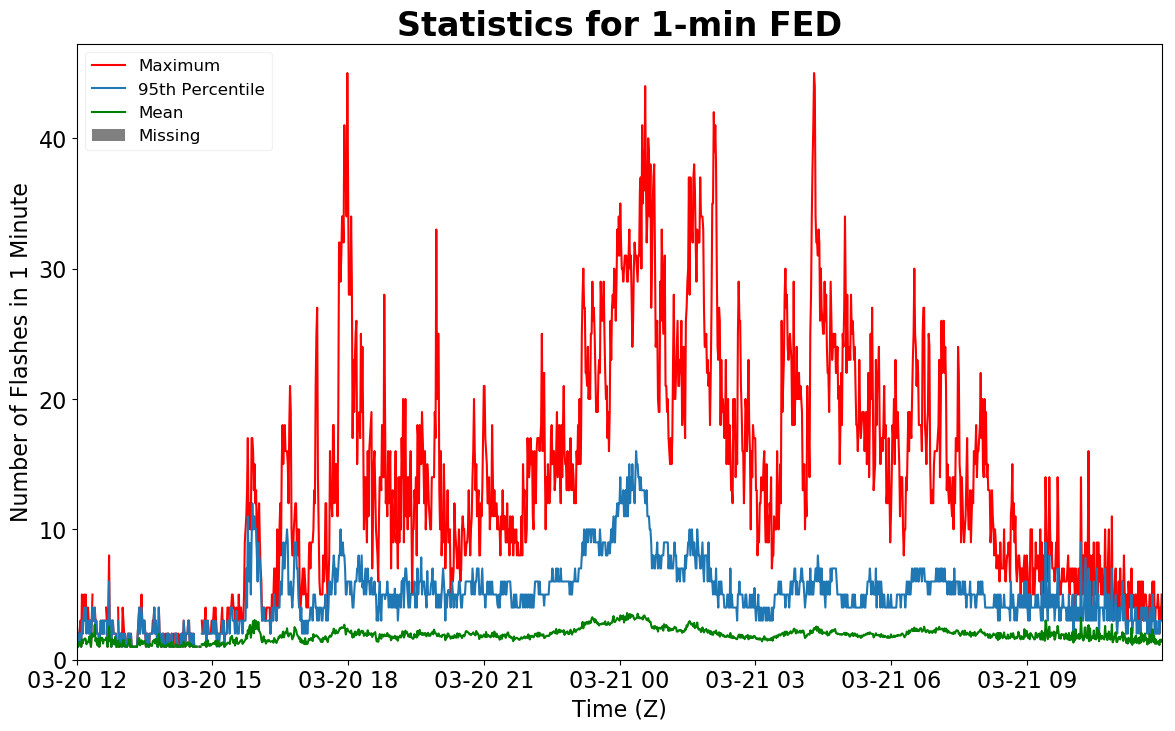 Statistics for 1-min FED
Maximum
95th Percentile
Mean
Missing
Number of Flashes in 1 Minute
40
30
20
10
0
03-20 12
03-20 15
03-20 18
03-20 21
03-21 00
03-21 03
03-21 06
03-21 09
Time (Z)